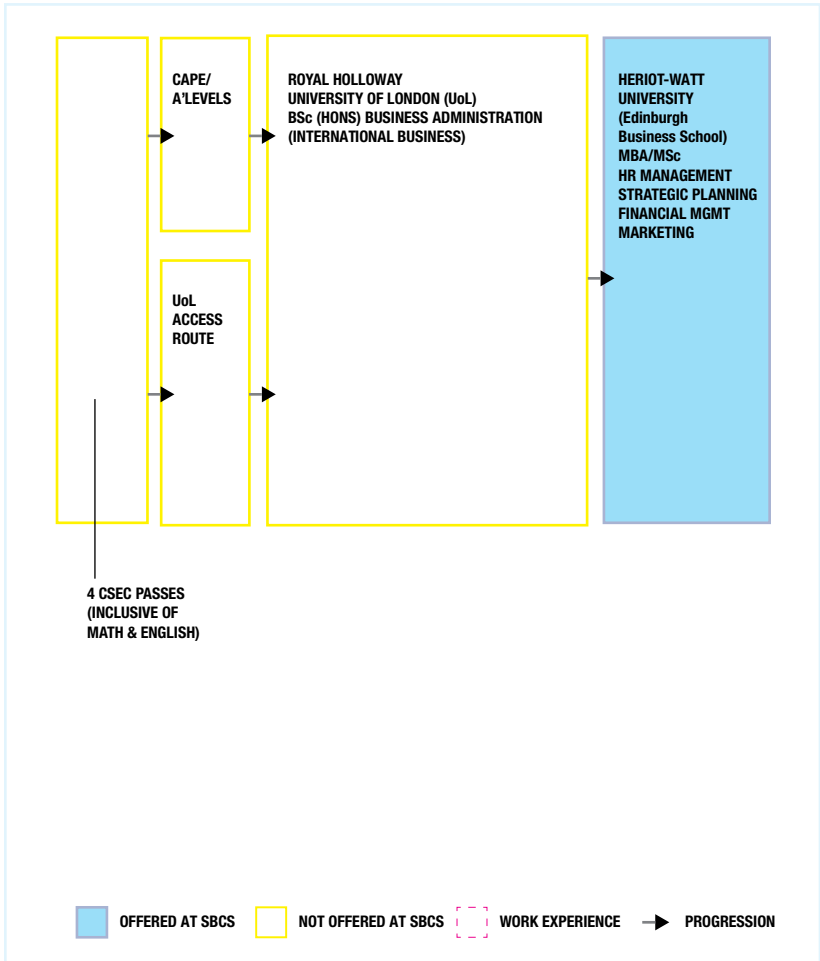 CAPE/
A'LEVELS
ROYAL HOLLOWAY
UNIVERSITY OF LONDON (UoL)
BSc (HONS) BUSINESS ADMINISTRATION
(INTERNATIONAL BUSINESS)
HERIOT-WATT
UNIVERSITY
(Edinburgh
Business School)
MBA/MSc
HR MANAGEMENT
STRATEGIC PLANNING
FINANCIAL MGMT
MARKETING
UoL
ACCESS
ROUTE
4 CSEC PASSES
(INCLUSIVE OF
MATH & ENGLISH)
OFFERED AT SBCS
NOT OFFERED AT SBCS
WORK EXPERIENCE
PROGRESSION